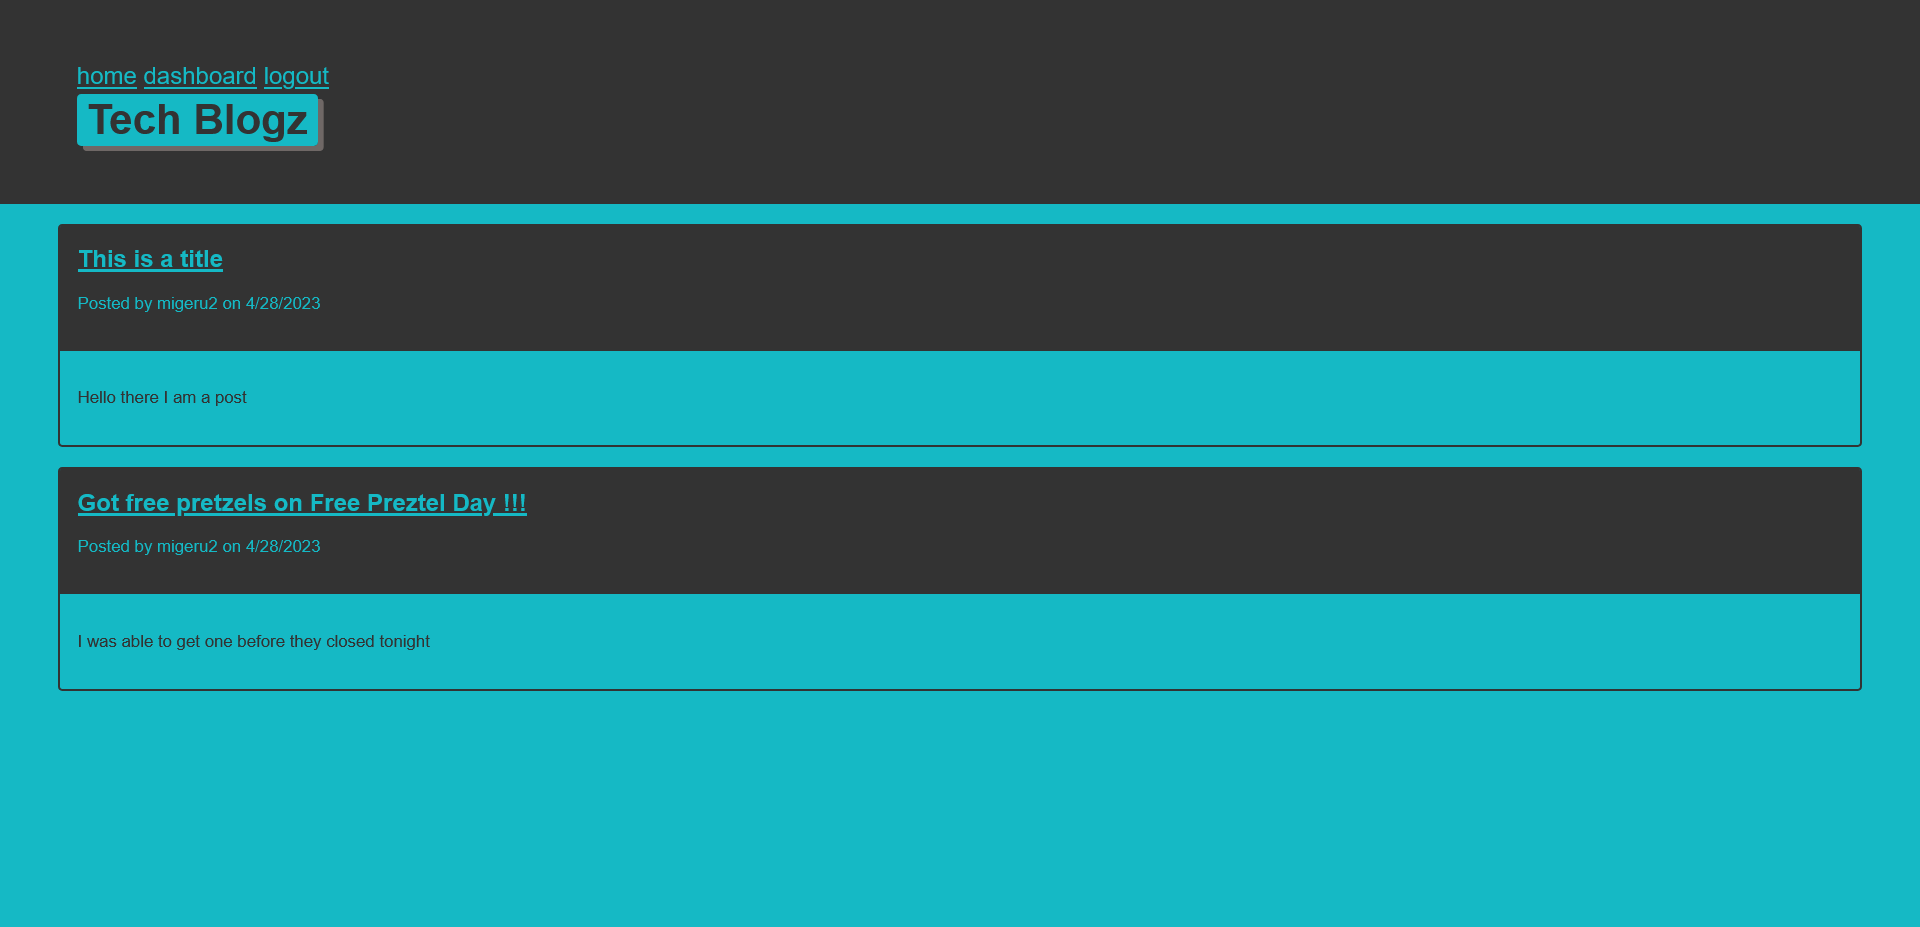 home dashboard logout
Tech Blogz
This is a title
Posted by migeru2 on 4/28/2023
Hello there I am a post
Got free pretzels on Free Preztel Day !!!
Posted by migeru2 on 4/28/2023
I was able to get one before they closed tonight